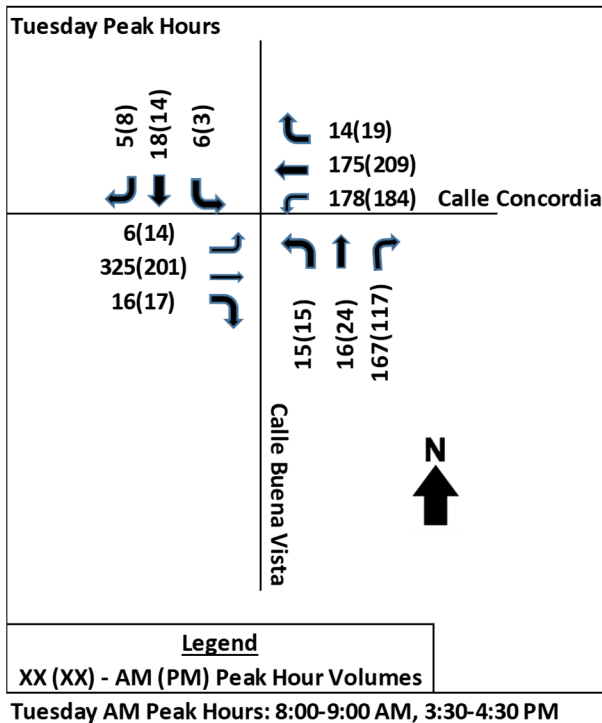 Tuesday Peak Hours
5(8)
18(14)
6(3)
14(19)
175(209)
178(184)
Calle Concordia
6(14)
325(201)
16(17)
15(15)
16(24)
167(117)
Calle Buena Vista
N
Legend
XX (XX) - AM (PM) Peak Hour Volumes
Tuesday AM Peak Hours: 8:00-9:00 AM, 3:30-4:30 PM